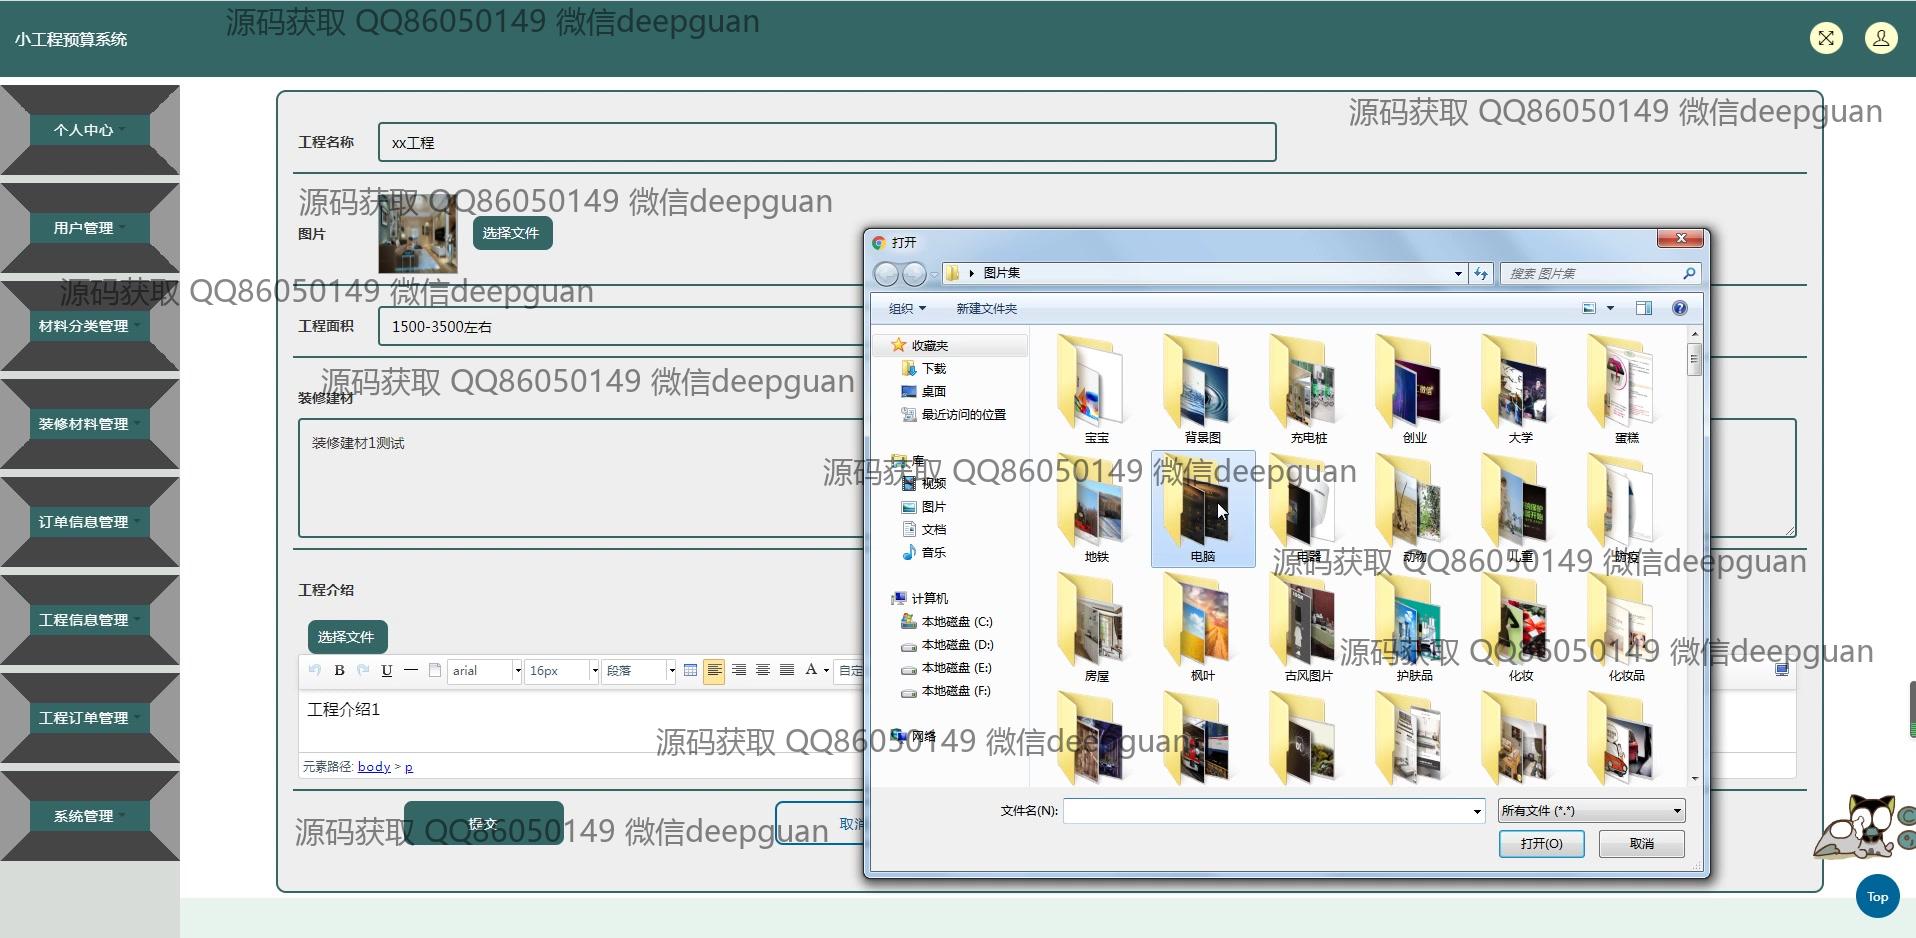 小工程预算系统
源码获取 QQ86050149 微信deepguan
个人中心
用户管理
材料分类管理
装修材料管理
订单信息管理
工程信息管理
工程订单管理
系统管理
源码获取 QQ86050149 微信deepguan
工程名称 xx工程
源码获取 QQ86050149 微信deepguan
图片 选择文件
源码获取 QQ86050149 微信deepguan
工程面积 1500-3500左右
源码获取 QQ86050149 微信deepguan
装修建材
装修建材1测试
工程介绍
选择文件
B U arial 16px 段落 A 自定
工程介绍1
元素路径: body > p
提交 取消
源码获取 QQ86050149 微信deepguan
打开
图片集 搜索 图片集
组织 新建文件夹
收藏夹
下载
桌面
最近访问的位置
库
视频
图片
文档
音乐
计算机
本地磁盘 (C:)
本地磁盘 (D:)
本地磁盘 (E:)
本地磁盘 (F:)
网络
宝宝 背景图 充电桩 创业 大学 蛋糕
源码获取 QQ86050149 微信deepguan
地铁 电脑 电器 动物 儿童 防疫
源码获取 QQ86050149 微信deepguan
房屋 枫叶 古风图片 护肤品 化妆 化妆品
源码获取 QQ86050149 微信deepguan
源码获取 QQ86050149 微信deepguan
文件名(N): 所有文件 (*.*)
打开(O) 取消
Top